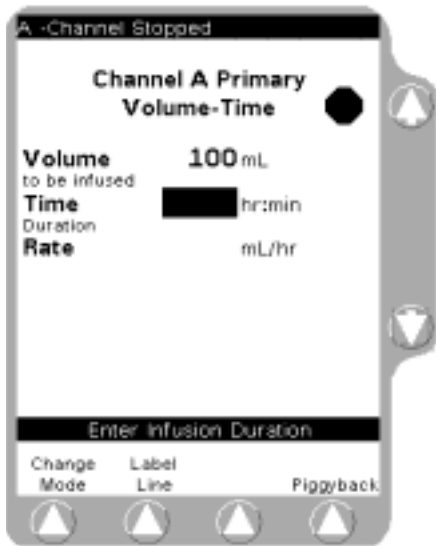 A -Channel Stopped
Channel A Primary
Volume-Time
Volume 100 mL
to be infused
Time hr:min
Duration
Rate mL/hr
Enter Infusion Duration
Change Label
Mode Line Piggyback